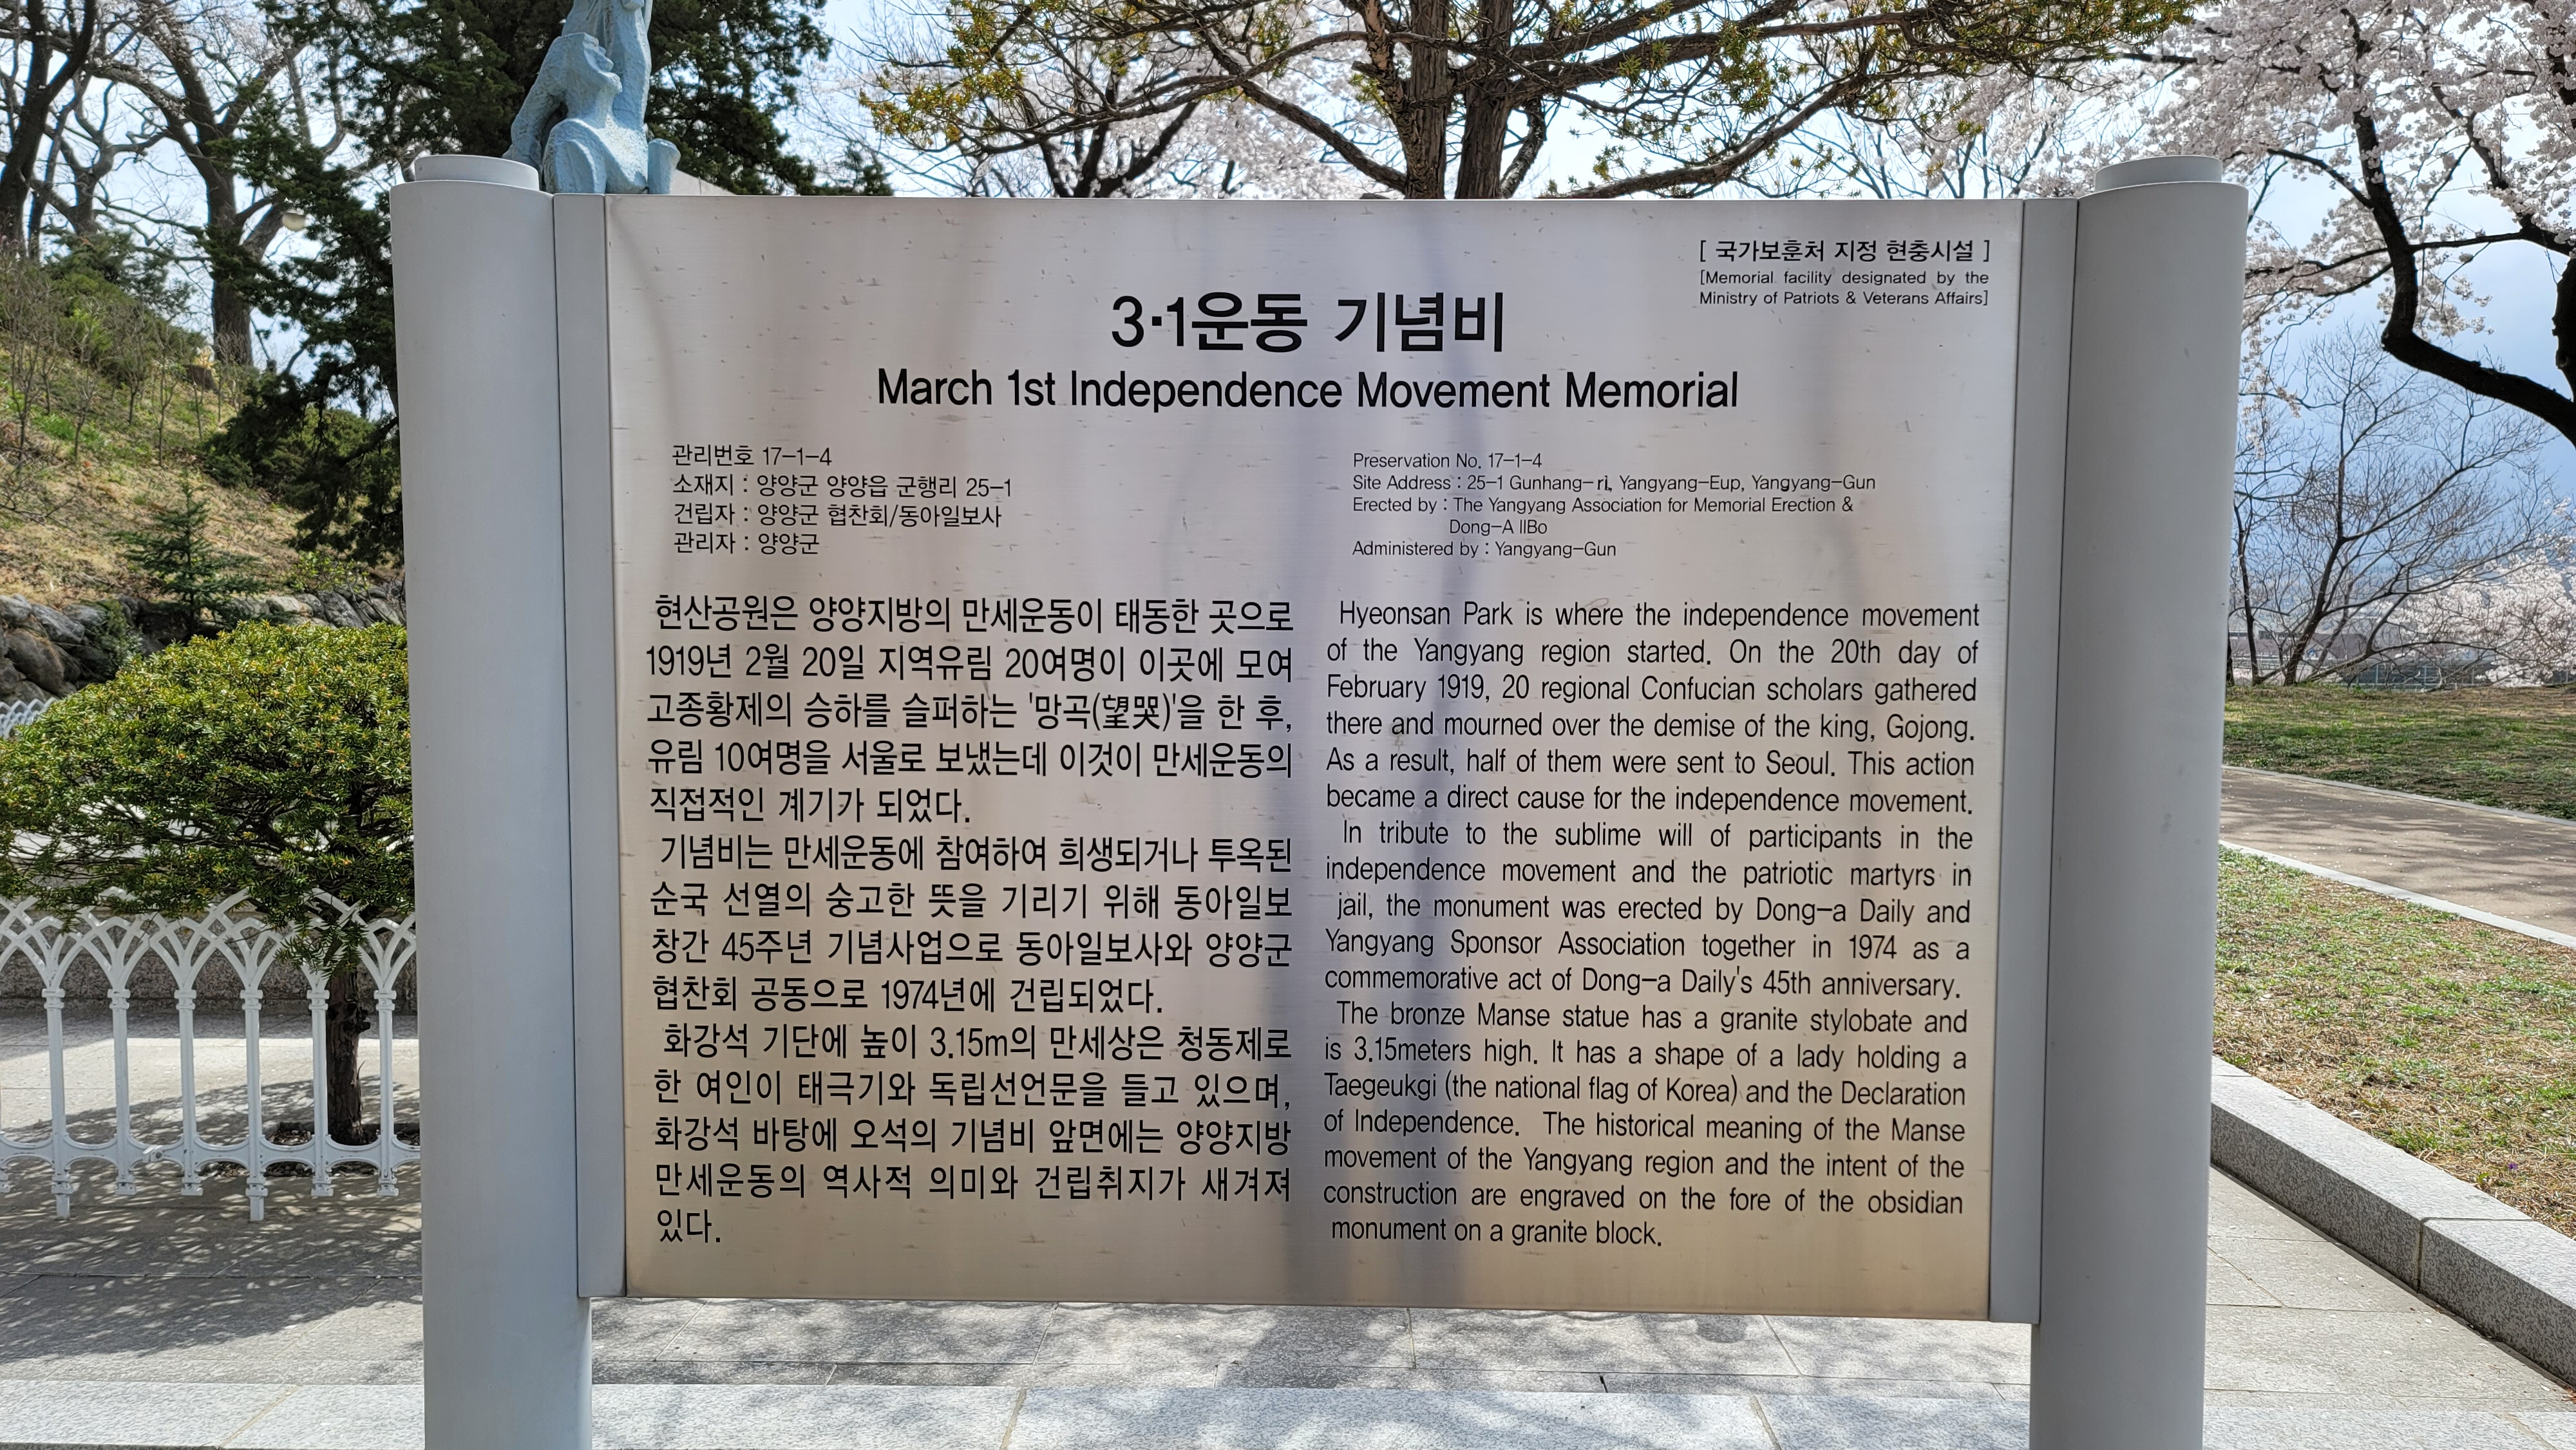 [ 국가보훈처 지정 현충시설 ]
[Memorial facility designated by the
Ministry of Patriots & Veterans Affairs]
3·1운동 기념비
March 1st Independence Movement Memorial
관리번호 17-1-4
소재지 : 양양군 양양읍 군행리 25-1
건립자 : 양양군 협찬회/동아일보사
관리자 : 양양군
현산공원은 양양지방의 만세운동이 태동한 곳으로
1919년 2월 20일 지역유림 20여명이 이곳에 모여
고종황제의 승하를 슬퍼하는 '망곡(望哭)'을 한 후,
유림 10여명을 서울로 보냈는데 이것이 만세운동의
직접적인 계기가 되었다.
기념비는 만세운동에 참여하여 희생되거나 투옥된
순국 선열의 숭고한 뜻을 기리기 위해 동아일보
창간 45주년 기념사업으로 동아일보사와 양양군
협찬회 공동으로 1974년에 건립되었다.
화강석 기단에 높이 3.15m의 만세상은 청동제로
한 여인이 태극기와 독립선언문을 들고 있으며,
화강석 바탕에 오석의 기념비 앞면에는 양양지방
만세운동의 역사적 의미와 건립취지가 새겨져
있다.
Preservation No. 17-1-4
Site Address : 25-1 Gunhang-ri, Yangyang-Eup, Yangyang-Gun
Erected by : The Yangyang Association for Memorial Erection &
Dong-A IlBo
Administered by : Yangyang-Gun
Hyeonsan Park is where the independence movement
of the Yangyang region started. On the 20th day of
February 1919, 20 regional Confucian scholars gathered
there and mourned over the demise of the king, Gojong.
As a result, half of them were sent to Seoul. This action
became a direct cause for the independence movement.
In tribute to the sublime will of participants in the
independence movement and the patriotic martyrs in
jail, the monument was erected by Dong-a Daily and
Yangyang Sponsor Association together in 1974 as a
commemorative act of Dong-a Daily's 45th anniversary.
The bronze Manse statue has a granite stylobate and
is 3.15meters high. It has a shape of a lady holding a
Taegeukgi (the national flag of Korea) and the Declaration
of Independence. The historical meaning of the Manse
movement of the Yangyang region and the intent of the
construction are engraved on the fore of the obsidian
monument on a granite block.